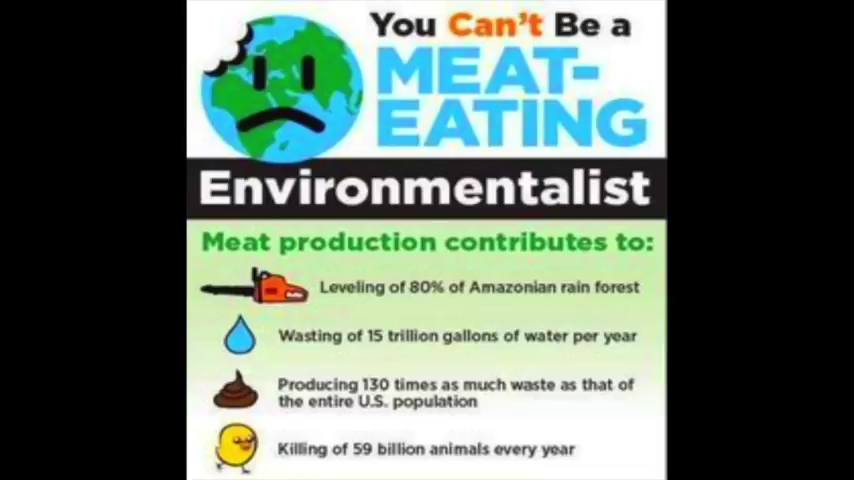 You Can't Be a
MEAT-
EATING
Environmentalist
Meat production contributes to:
Leveling of 80% of Amazonian rain forest
Wasting of 15 trillion gallons of water per year
Producing 130 times as much waste as that of
the entire U.S. population
Killing of 59 billion animals every year